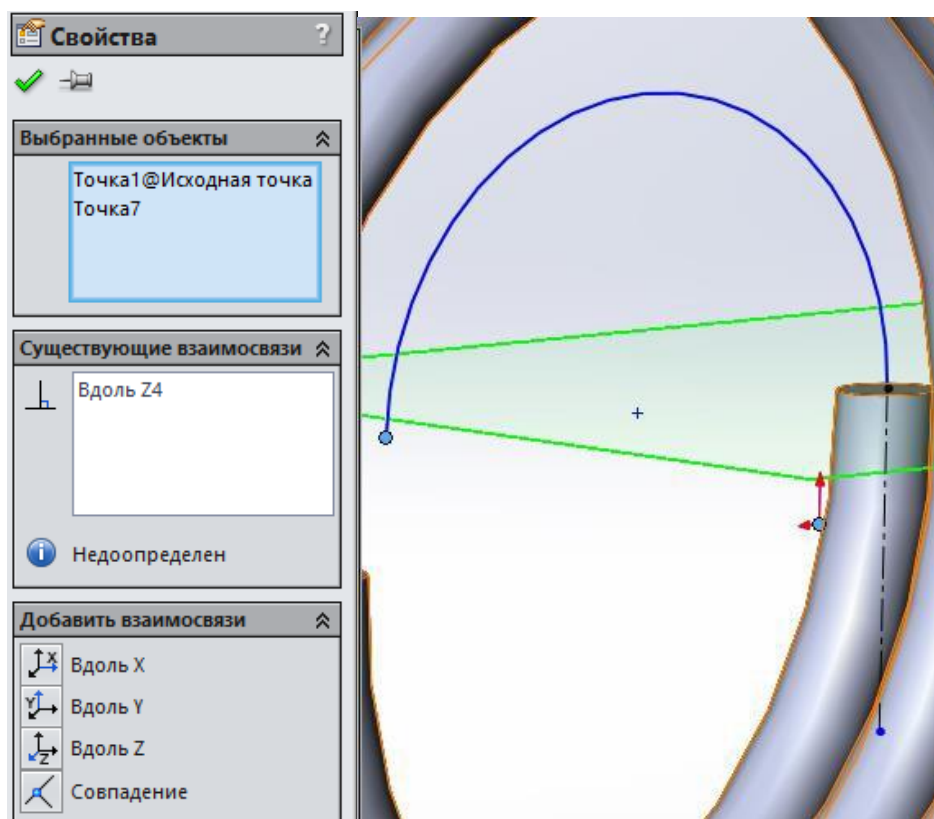 Свойства ?
Выбранные объекты
Точка1@Исходная точка
Точка7
Существующие взаимосвязи
Вдоль Z4
Недоопределен
Добавить взаимосвязи
Вдоль X
Вдоль Y
Вдоль Z
Совпадение